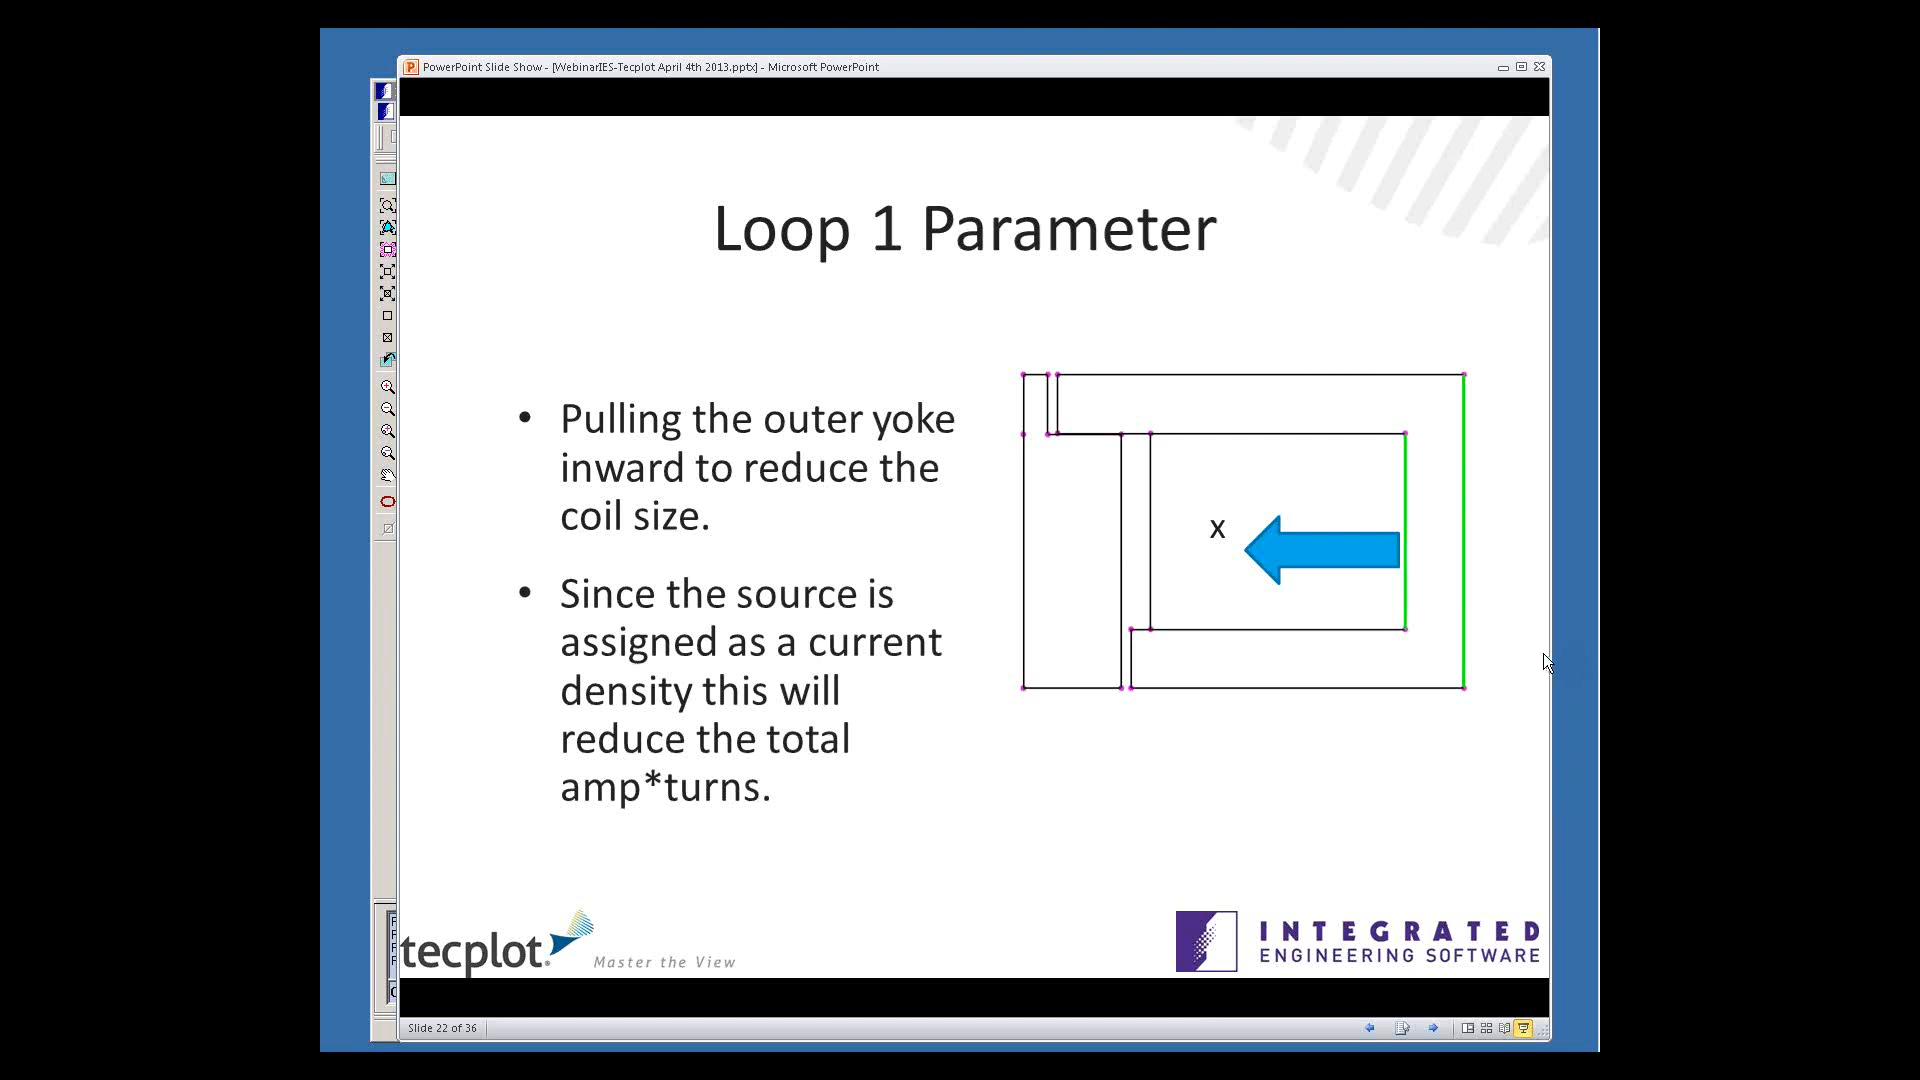 PowerPoint Slide Show - [WebinarIES-Tecplot April 4th 2013.pptx] - Microsoft PowerPoint
Loop 1 Parameter
• Pulling the outer yoke
inward to reduce the
coil size.
• Since the source is
assigned as a current
density this will
reduce the total
amp*turns.
x
tecplot.
Master the View
INTEGRATED
ENGINEERING SOFTWARE
Slide 22 of 36